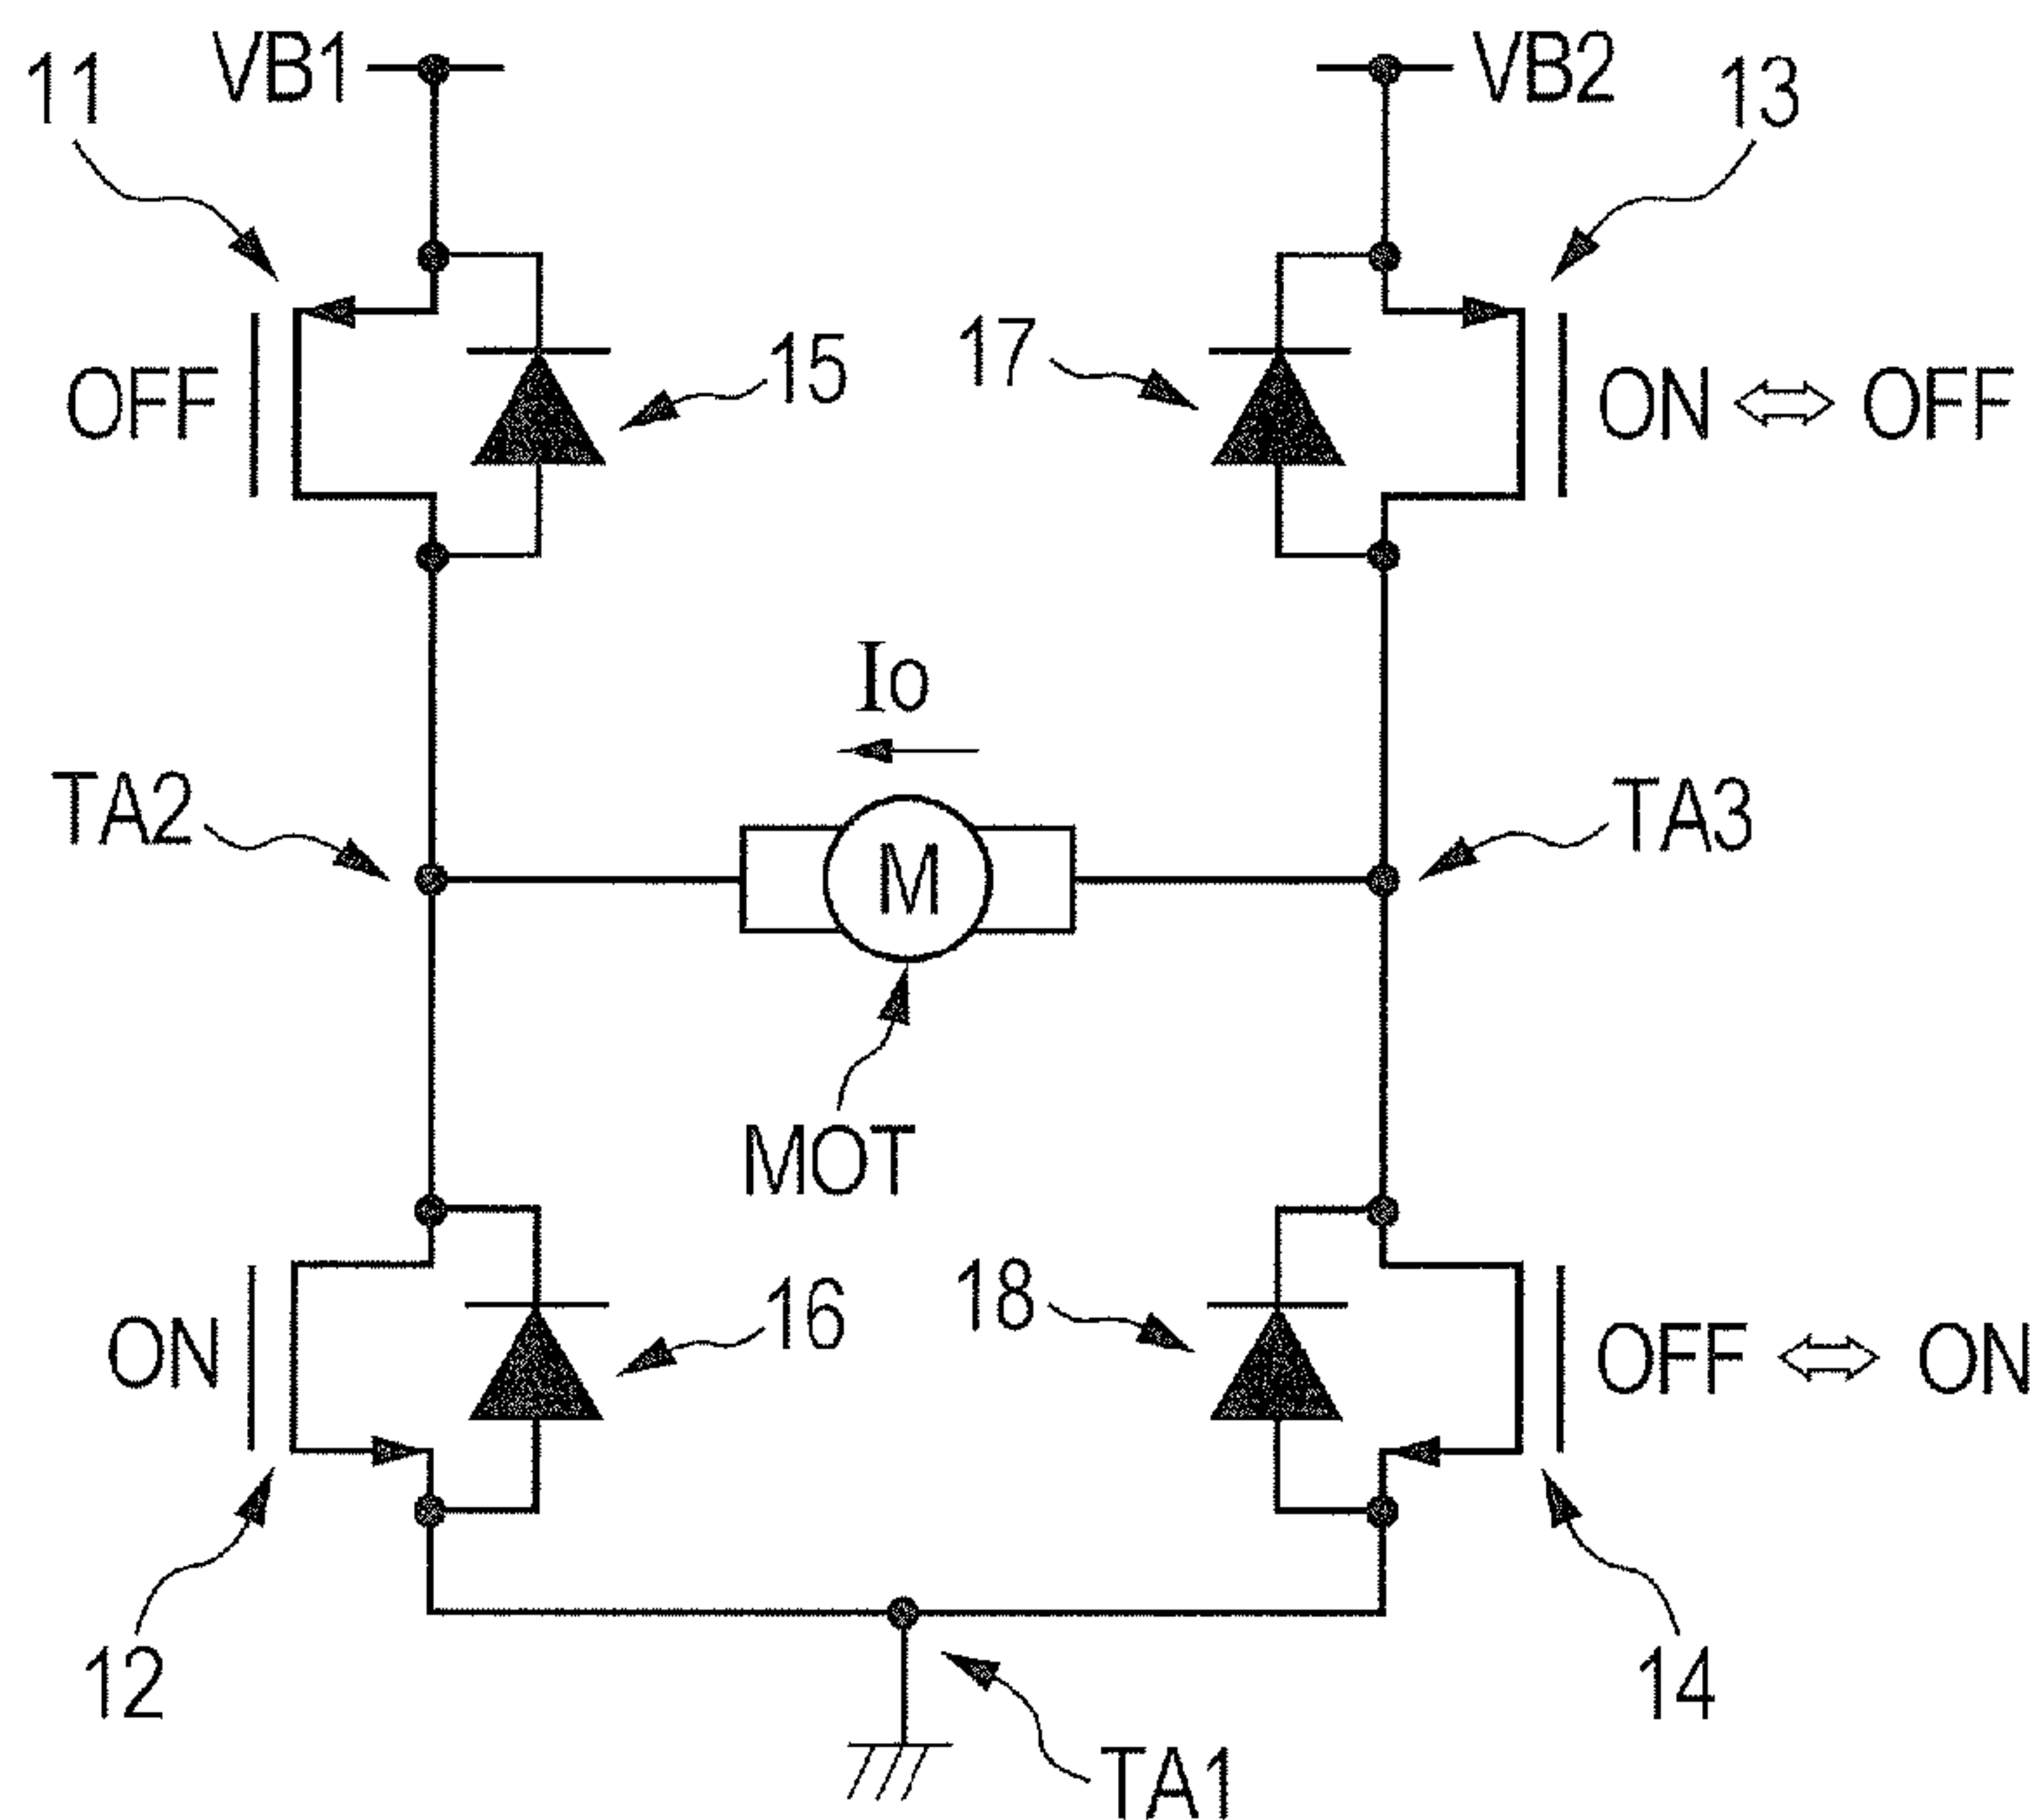 VB1
VB2
11
13
OFF
15
17
ON ⇔ OFF
Io
TA2
M
TA3
MOT
ON
16
18
OFF ⇔ ON
12
14
TA1